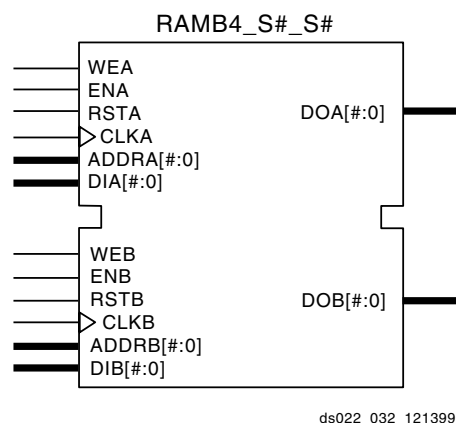 RAMB4_S#_S#
WEA
ENA
RSTA
CLKA
ADDRA[#:0]
DIA[#:0]
DOA[#:0]
WEB
ENB
RSTB
CLKB
ADDRB[#:0]
DIB[#:0]
DOB[#:0]
ds022_032_121399